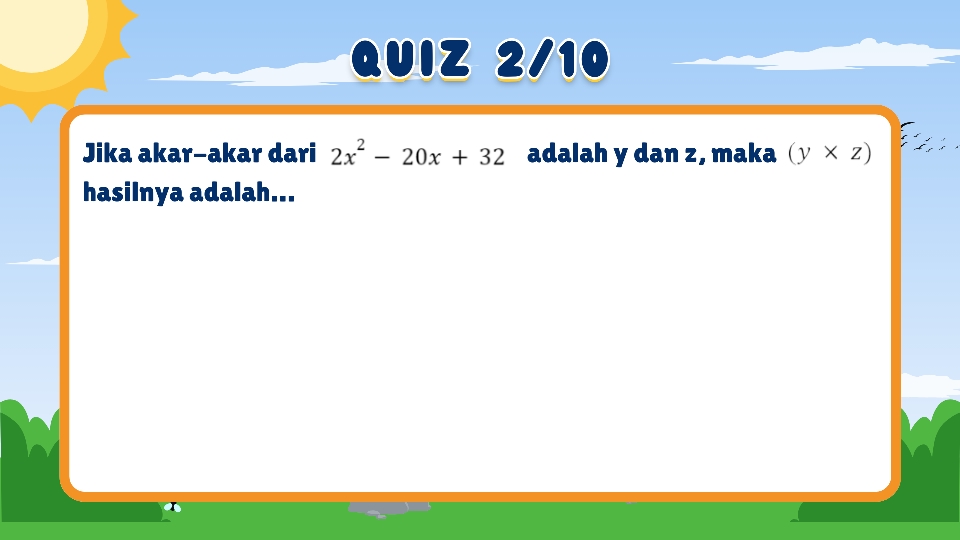 QUIZ 2/10
Jika akar-akar dari 2x² − 20x + 32 adalah y dan z, maka (y × z)
hasilnya adalah...